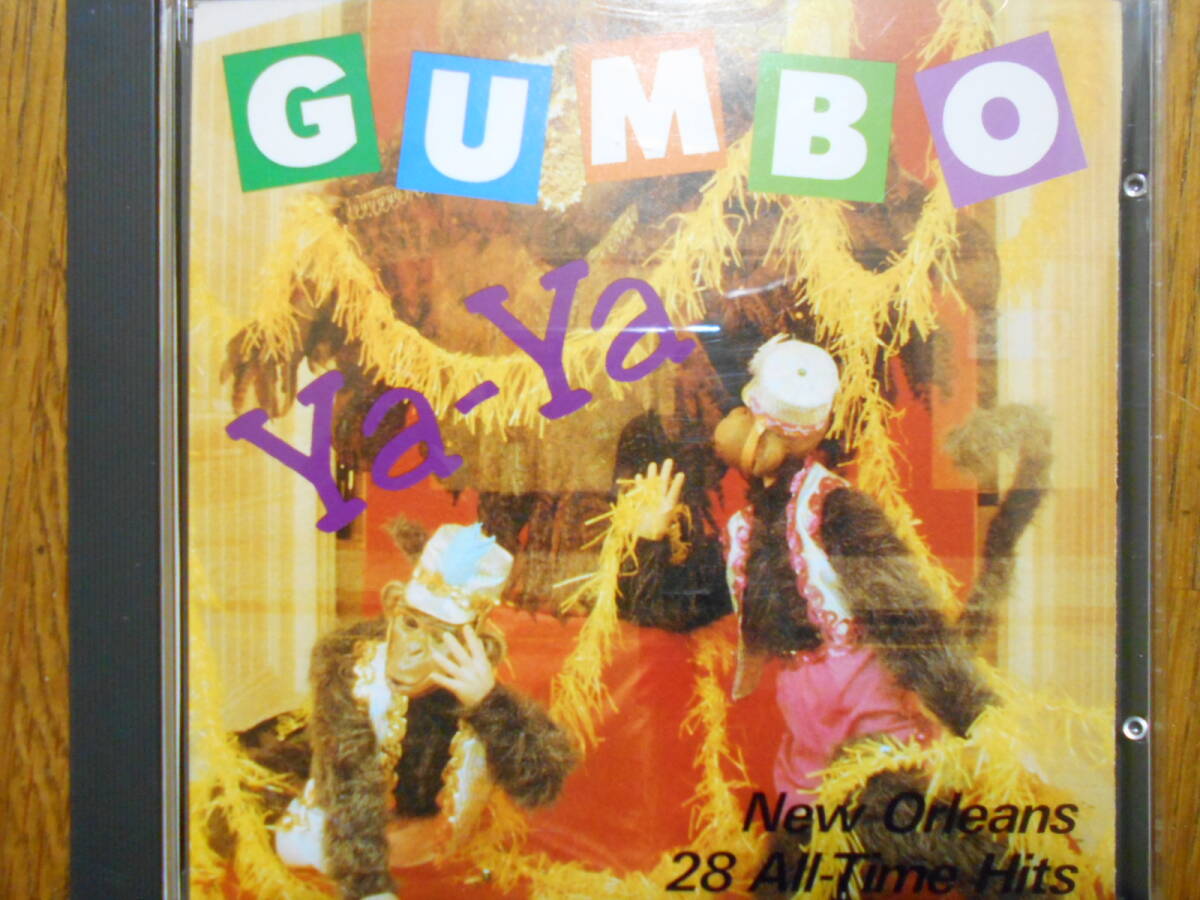 GUMBO
Ya-Ya
New Orleans
28 All-Time Hits